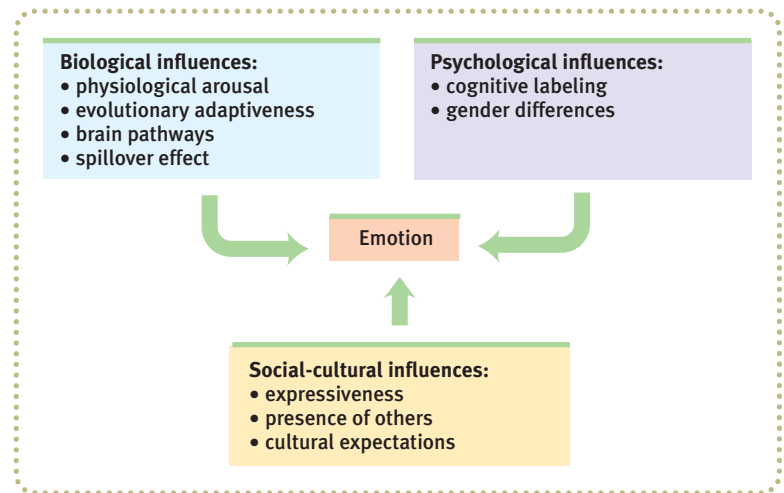 Biological influences:
• physiological arousal
• evolutionary adaptiveness
• brain pathways
• spillover effect
Psychological influences:
• cognitive labeling
• gender differences
Emotion
Social-cultural influences:
• expressiveness
• presence of others
• cultural expectations